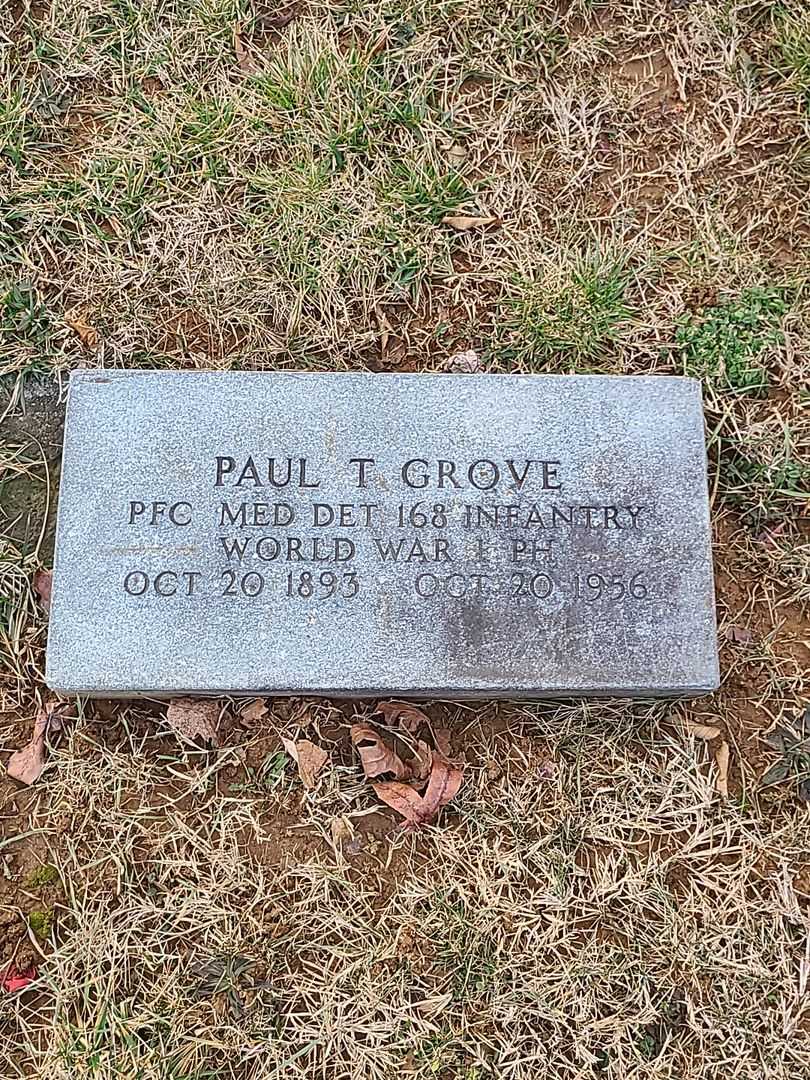 PAUL T GROVE
PFC MED DET 168 INFANTRY
WORLD WAR I PH
OCT 20 1893 OCT 20 1956